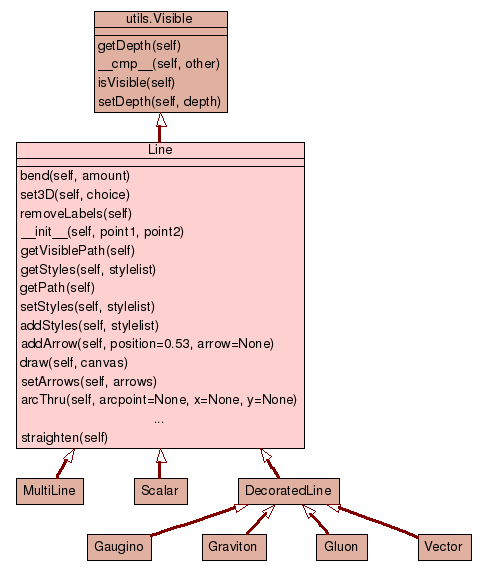 utils.Visible
getDepth(self)
__cmp__(self, other)
isVisible(self)
setDepth(self, depth)
Line
bend(self, amount)
set3D(self, choice)
removeLabels(self)
__init__(self, point1, point2)
getVisiblePath(self)
getStyles(self, stylelist)
getPath(self)
setStyles(self, stylelist)
addStyles(self, stylelist)
addArrow(self, position=0.53, arrow=None)
draw(self, canvas)
setArrows(self, arrows)
arcThru(self, arcpoint=None, x=None, y=None)
...
straighten(self)
MultiLine
Scalar
DecoratedLine
Gaugino
Graviton
Gluon
Vector